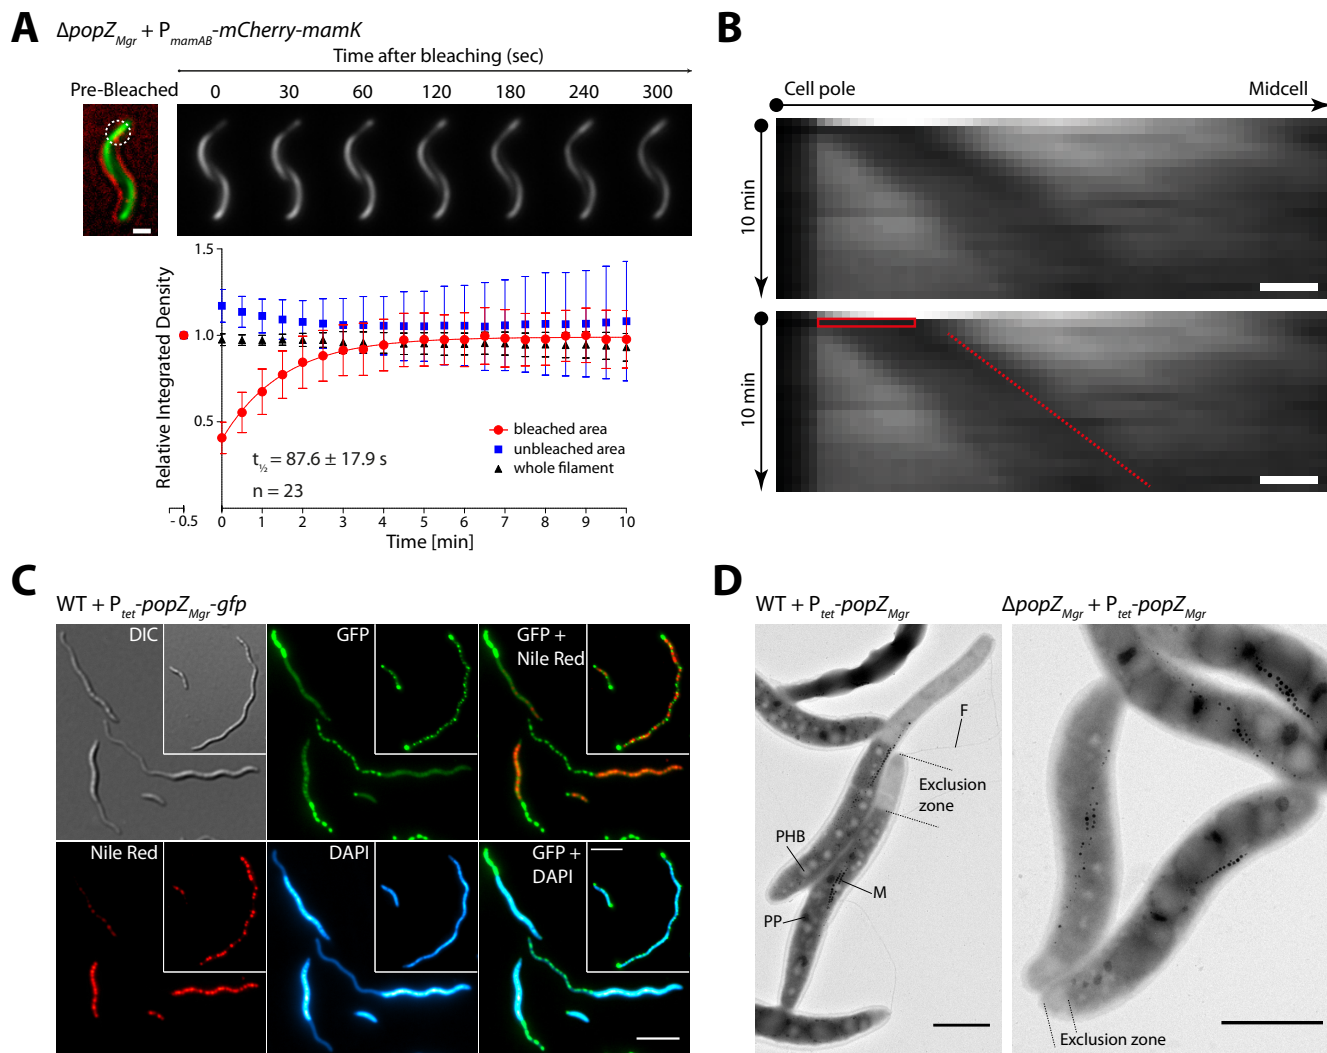 A
ΔpopZMgr + PmamAB-mCherry-mamK
Time after bleaching (sec)
Pre-Bleached
0 30 60 120 180 240 300
1.5
1.0
0.5
Relative Integrated Density
bleached area
unbleached area
whole filament
t½ = 87.6 ± 17.9 s
n = 23
- 0.5 0 1 2 3 4 5 6 7 8 9 10
Time [min]
B
Cell pole Midcell
10 min
10 min
C
WT + Ptet-popZMgr-gfp
DIC
GFP
GFP +
Nile Red
Nile Red
DAPI
GFP +
DAPI
D
WT + Ptet-popZMgr
ΔpopZMgr + Ptet-popZMgr
F
Exclusion
zone
PHB
M
PP
Exclusion zone